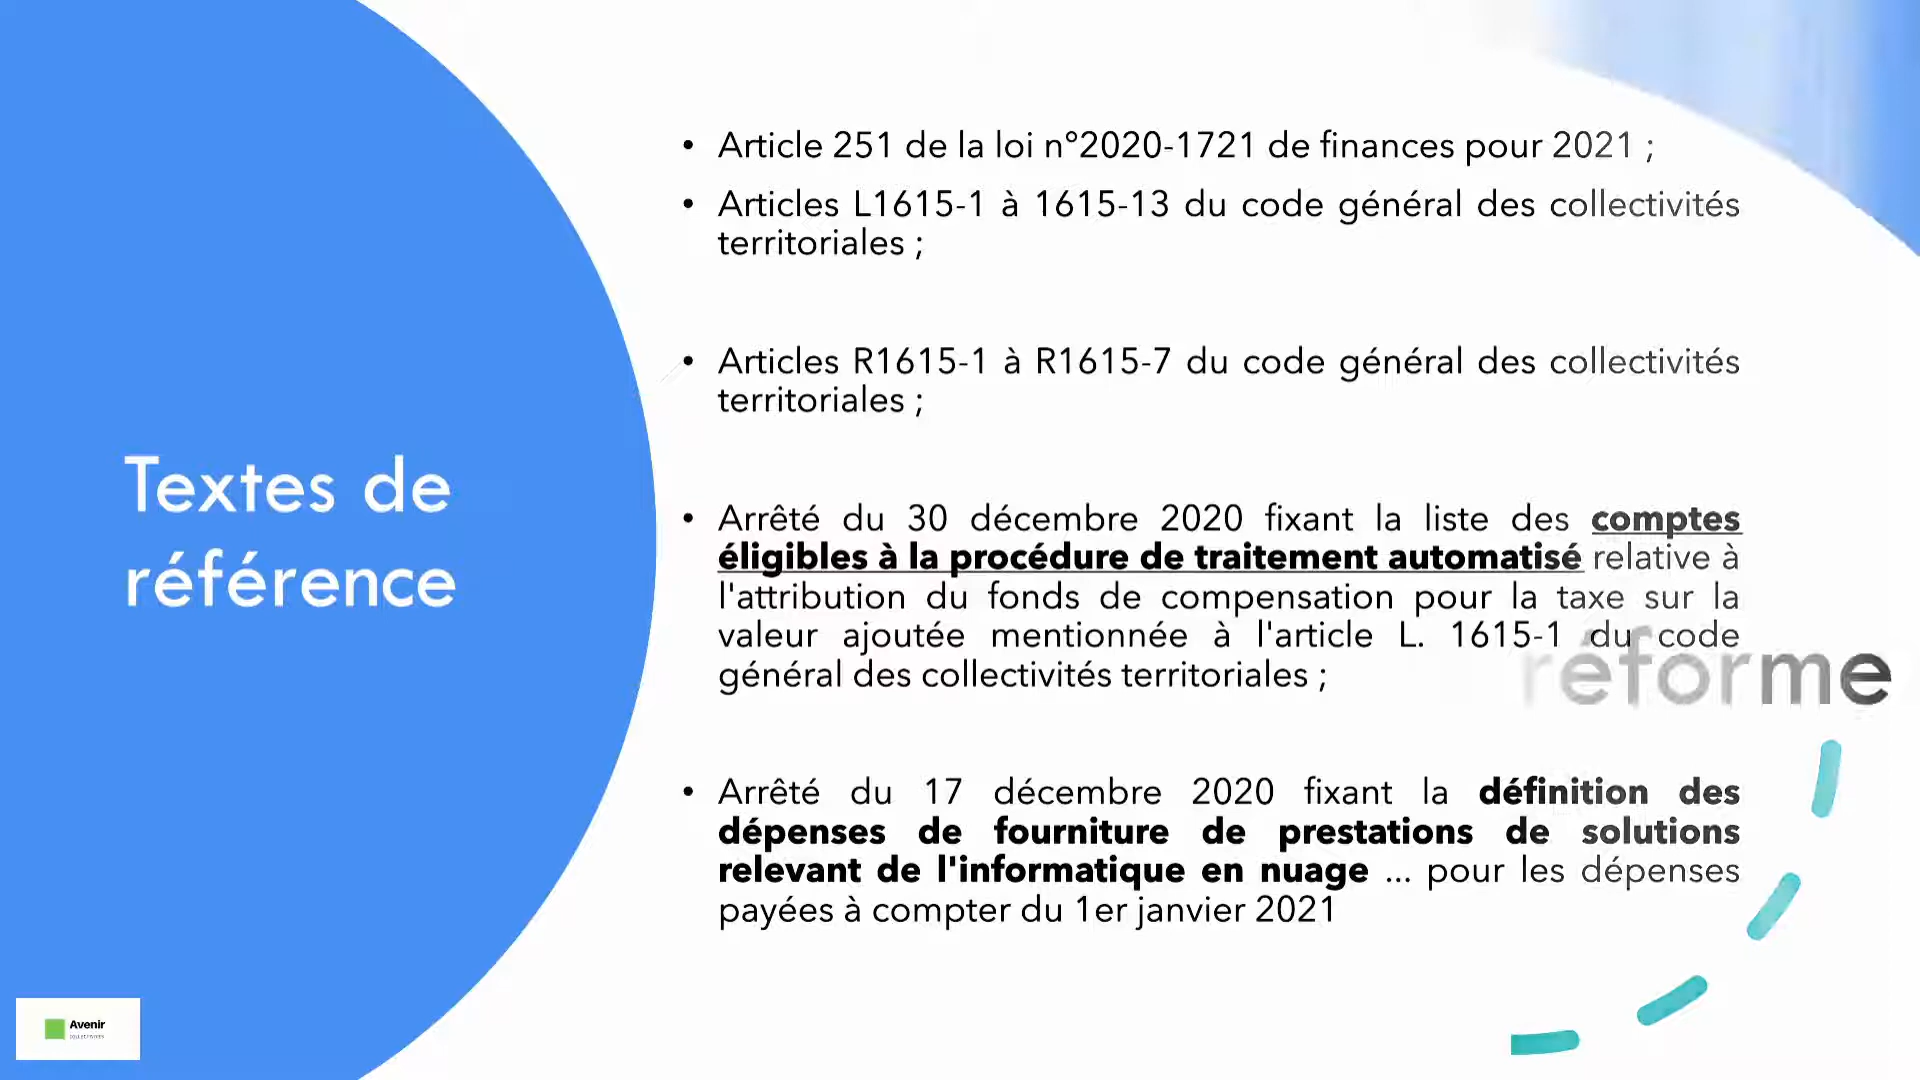 Textes de
référence
• Article 251 de la loi n°2020-1721 de finances pour 2021 ;
• Articles L1615-1 à 1615-13 du code général des collectivités
territoriales ;
• Articles R1615-1 à R1615-7 du code général des collectivités
territoriales ;
• Arrêté du 30 décembre 2020 fixant la liste des comptes
éligibles à la procédure de traitement automatisé relative à
l'attribution du fonds de compensation pour la taxe sur la
valeur ajoutée mentionnée à l'article L. 1615-1 du code
général des collectivités territoriales ;
réforme
• Arrêté du 17 décembre 2020 fixant la définition des
dépenses de fourniture de prestations de solutions
relevant de l'informatique en nuage ... pour les dépenses
payées à compter du 1er janvier 2021
Avenir